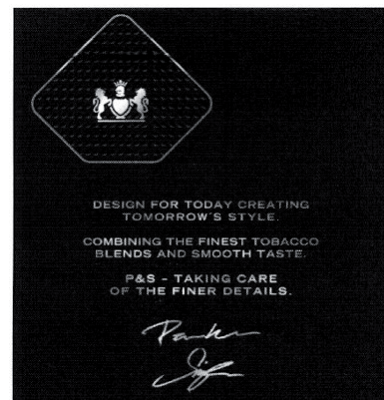 DESIGN FOR TODAY CREATING
TOMORROW'S STYLE.
COMBINING THE FINEST TOBACCO
BLENDS AND SMOOTH TASTE.
P&S – TAKING CARE
OF THE FINER DETAILS.